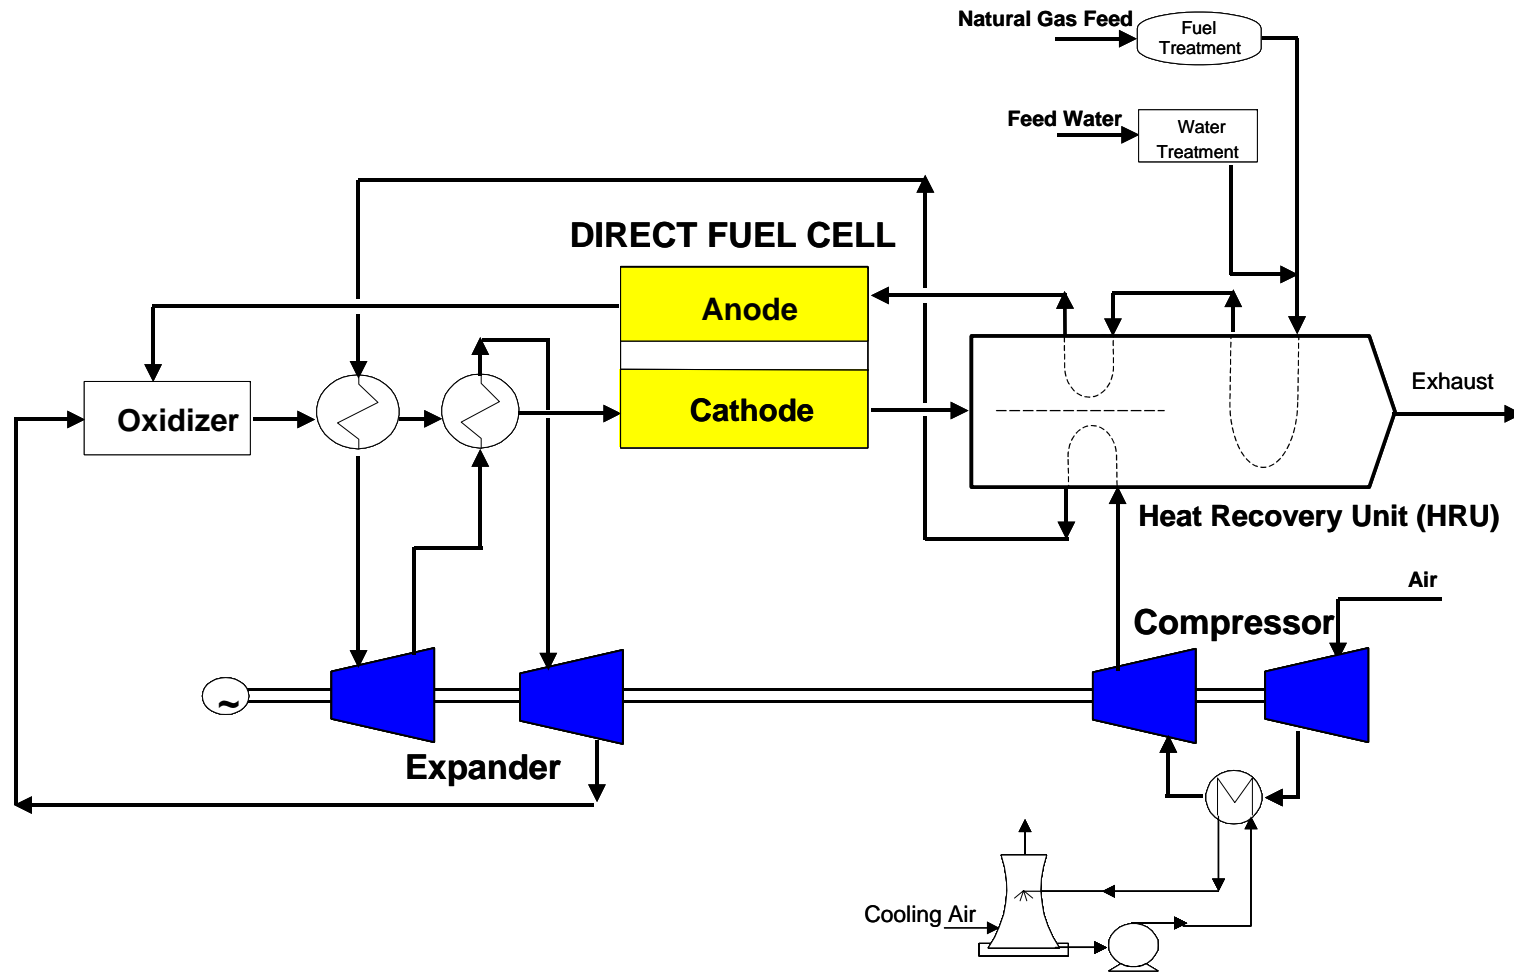 Natural Gas Feed
Fuel
Treatment
Feed Water
Water
Treatment
DIRECT FUEL CELL
Anode
Cathode
Oxidizer
Exhaust
Heat Recovery Unit (HRU)
Air
Compressor
~
Expander
Cooling Air